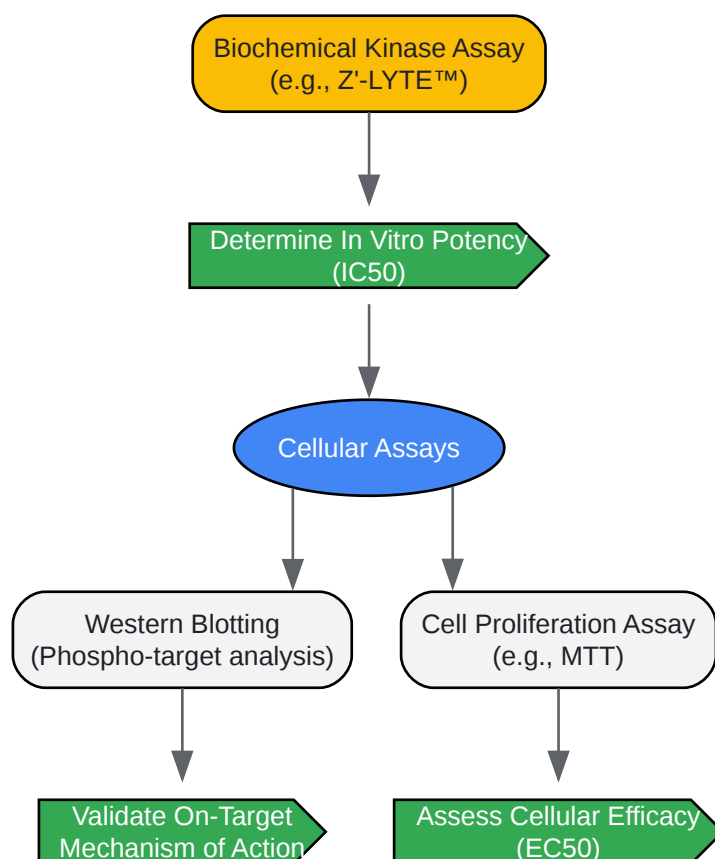 Biochemical Kinase Assay
(e.g., Z'-LYTE™)
Determine In Vitro Potency
(IC50)
Cellular Assays
Western Blotting
(Phospho-target analysis)
Cell Proliferation Assay
(e.g., MTT)
Validate On-Target
Mechanism of Action
Assess Cellular Efficacy
(EC50)